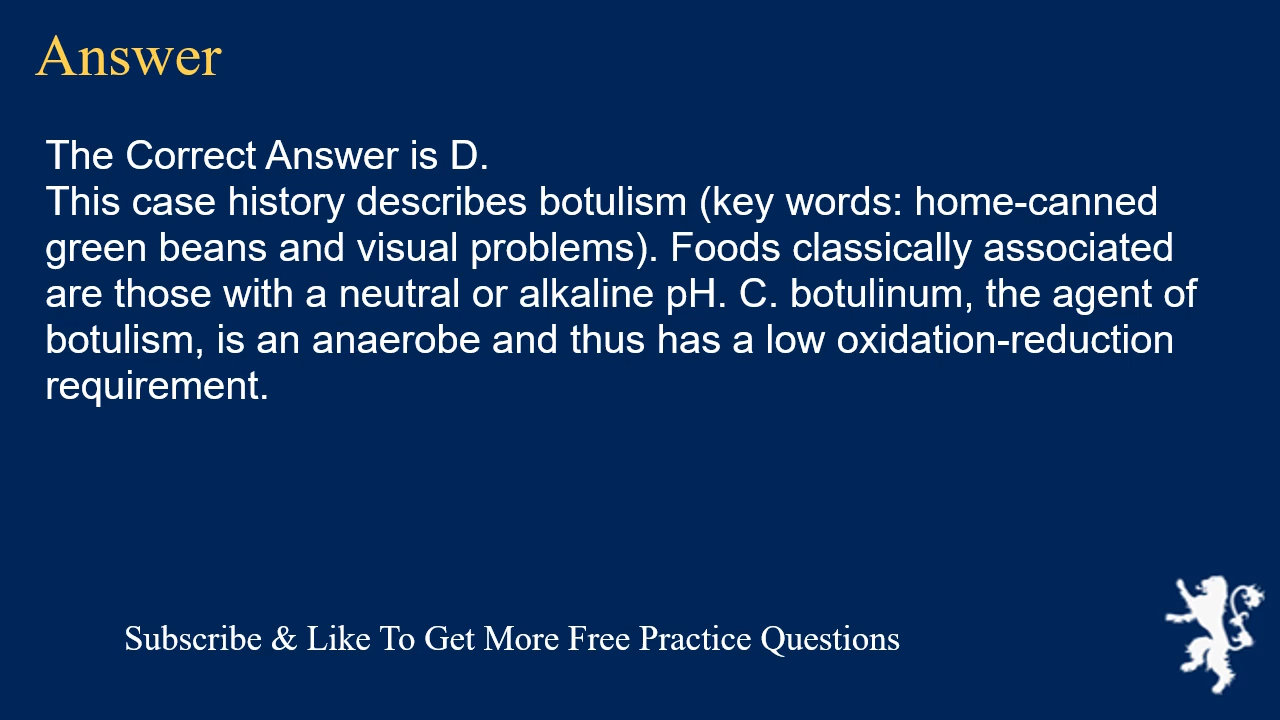 Answer
The Correct Answer is D.
This case history describes botulism (key words: home-canned
green beans and visual problems). Foods classically associated
are those with a neutral or alkaline pH. C. botulinum, the agent of
botulism, is an anaerobe and thus has a low oxidation-reduction
requirement.
Subscribe & Like To Get More Free Practice Questions